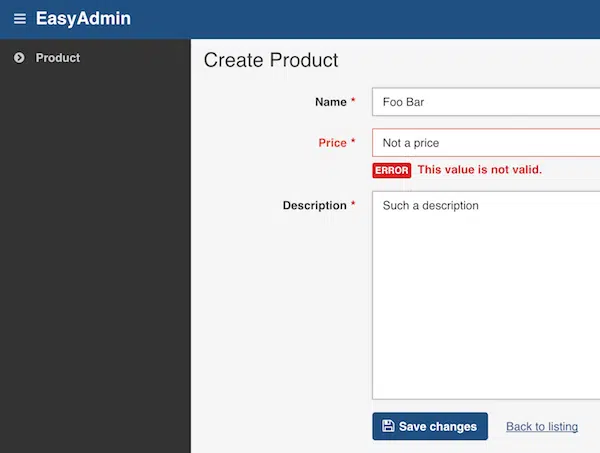 EasyAdmin
Product
Create Product
Name *
Foo Bar
Price *
Not a price
ERROR This value is not valid.
Description *
Such a description
Save changes
Back to listing